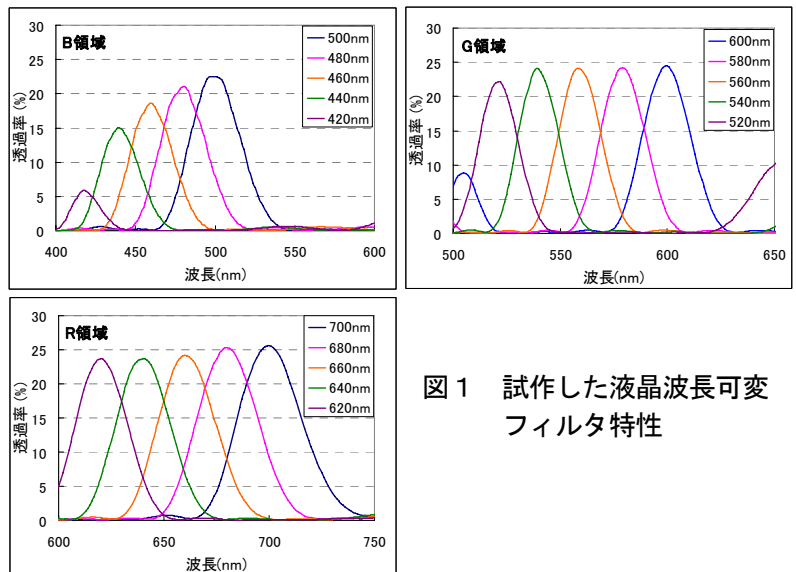 B領域
500nm
480nm
460nm
440nm
420nm
透過率(%)
30
25
20
15
10
5
0
400
450
500
550
600
波長(nm)
G領域
600nm
580nm
560nm
540nm
520nm
透過率(%)
30
25
20
15
10
5
0
500
550
600
650
波長(nm)
R領域
700nm
680nm
660nm
640nm
620nm
透過率(%)
30
25
20
15
10
5
0
600
650
700
750
波長(nm)
図1 試作した液晶波長可変
フィルタ特性